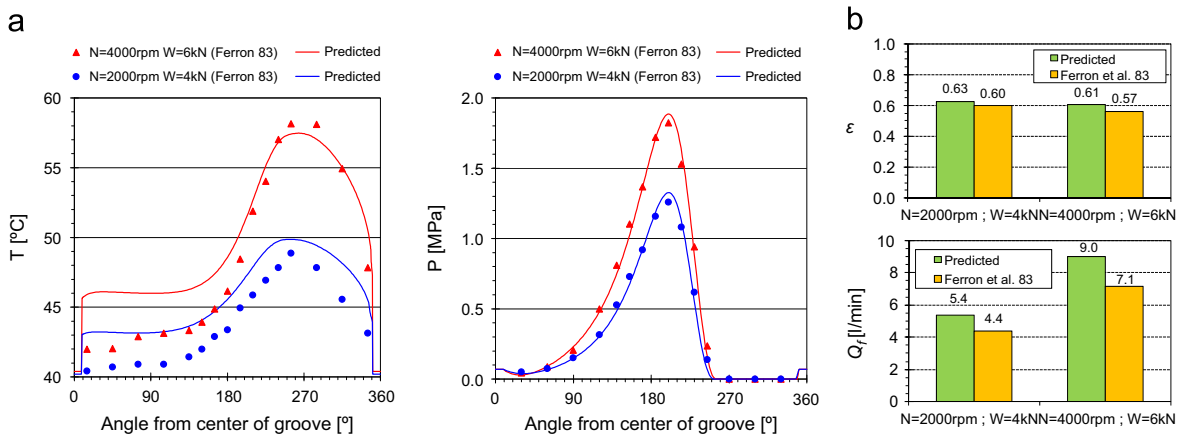 a
N=4000rpm W=6kN (Ferron 83) Predicted
N=2000rpm W=4kN (Ferron 83) Predicted
60
55
50
45
40
T [ºC]
0 90 180 270 360
Angle from center of groove [º]
N=4000rpm W=6kN (Ferron 83) Predicted
N=2000rpm W=4kN (Ferron 83) Predicted
2.0
1.5
1.0
0.5
0.0
P [MPa]
0 90 180 270 360
Angle from center of groove [º]
b
1.0
0.8
0.6
0.4
0.2
0.0
ε
Predicted
Ferron et al. 83
0.63 0.60 0.61 0.57
N=2000rpm ; W=4kN N=4000rpm ; W=6kN
10
8
6
4
2
0
Qf [l/min]
Predicted
Ferron et al. 83
5.4 4.4 9.0 7.1
N=2000rpm ; W=4kN N=4000rpm ; W=6kN